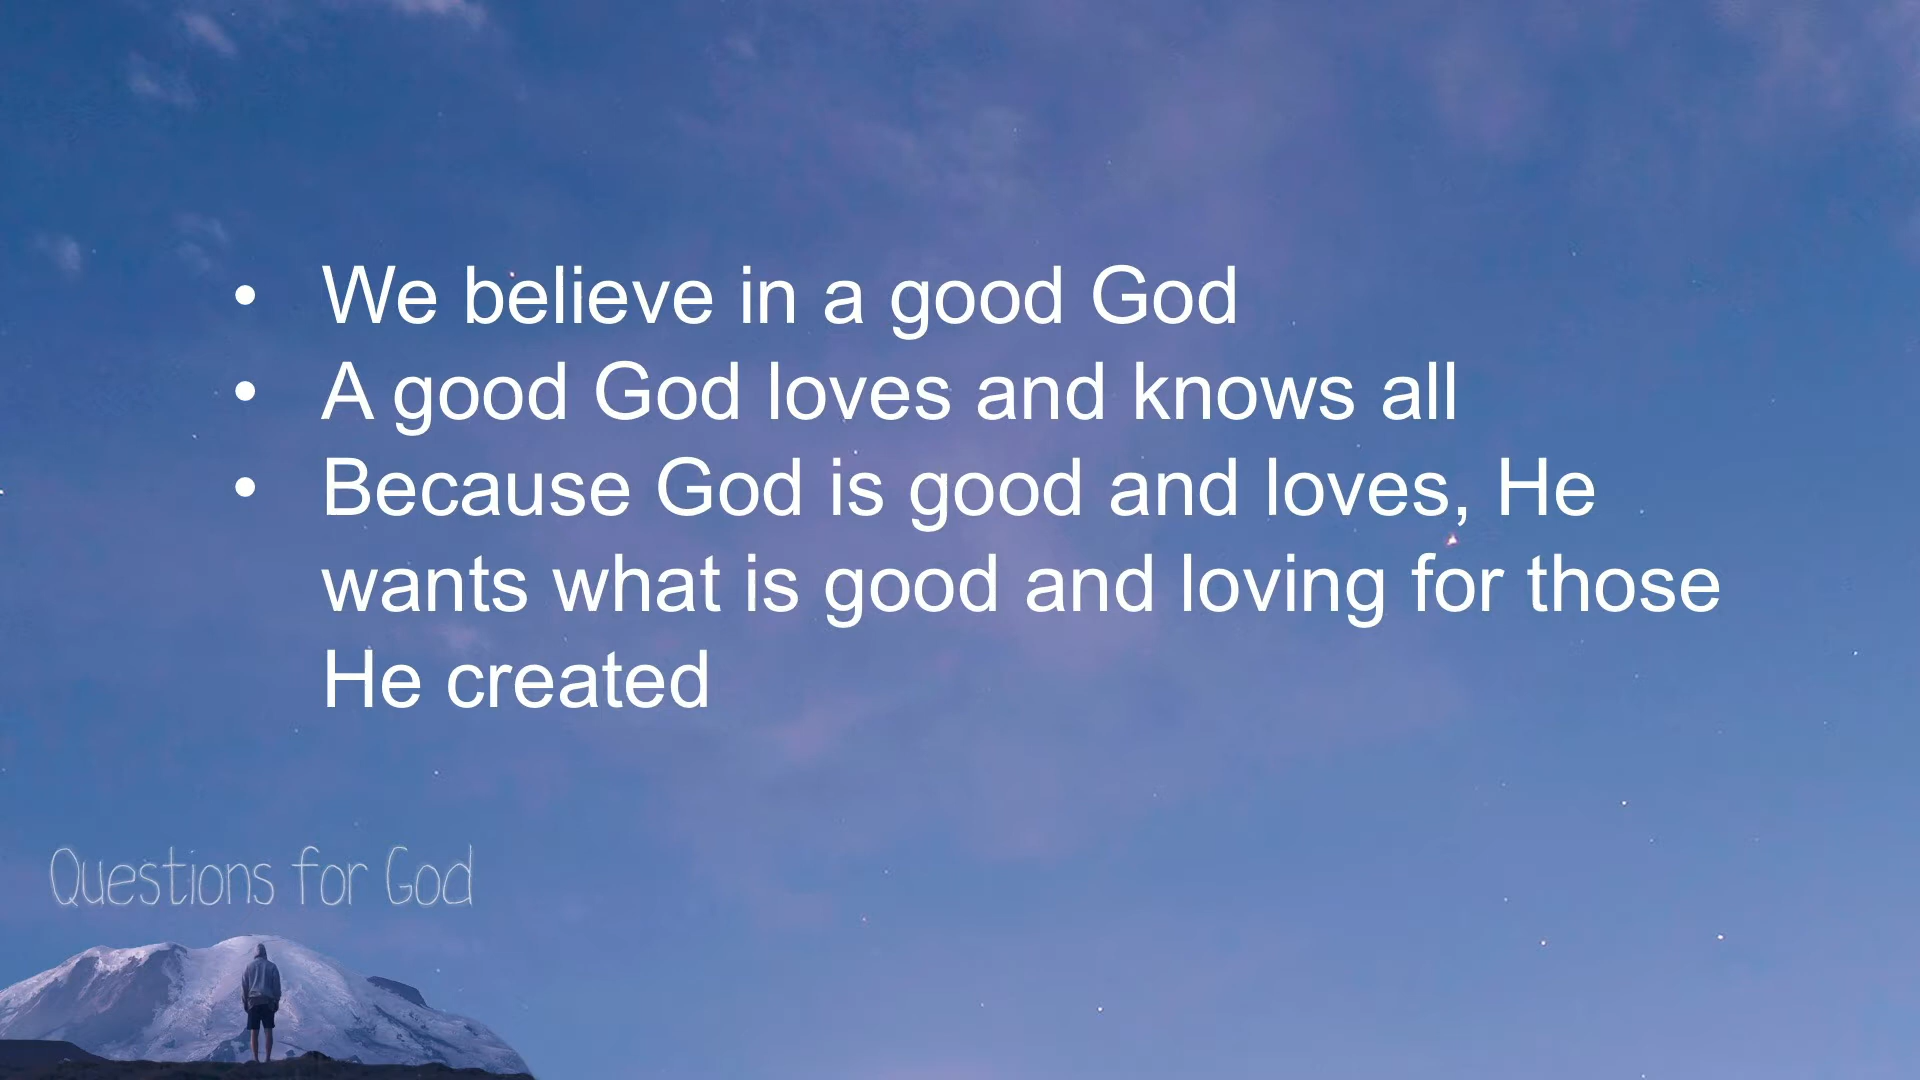 • We believe in a good God
• A good God loves and knows all
• Because God is good and loves, He
wants what is good and loving for those
He created
Questions for God